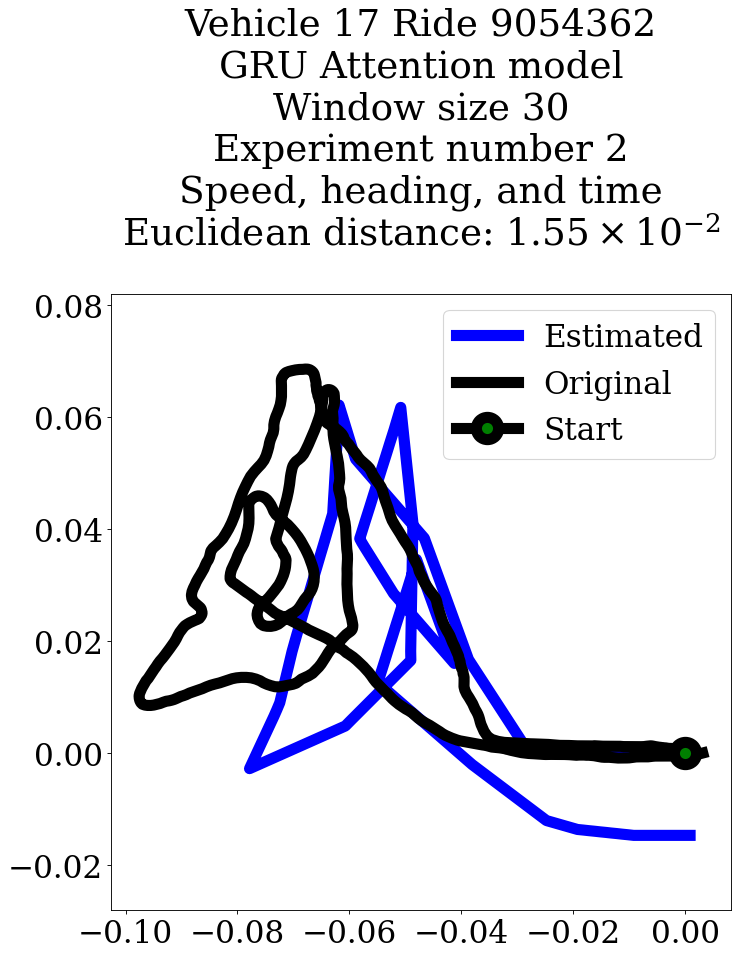 Vehicle 17 Ride 9054362
GRU Attention model
Window size 30
Experiment number 2
Speed, heading, and time
Euclidean distance: 1.55 × 10⁻²
0.08
0.06
0.04
0.02
0.00
−0.02
Estimated
Original
Start
−0.10 −0.08 −0.06 −0.04 −0.02 0.00